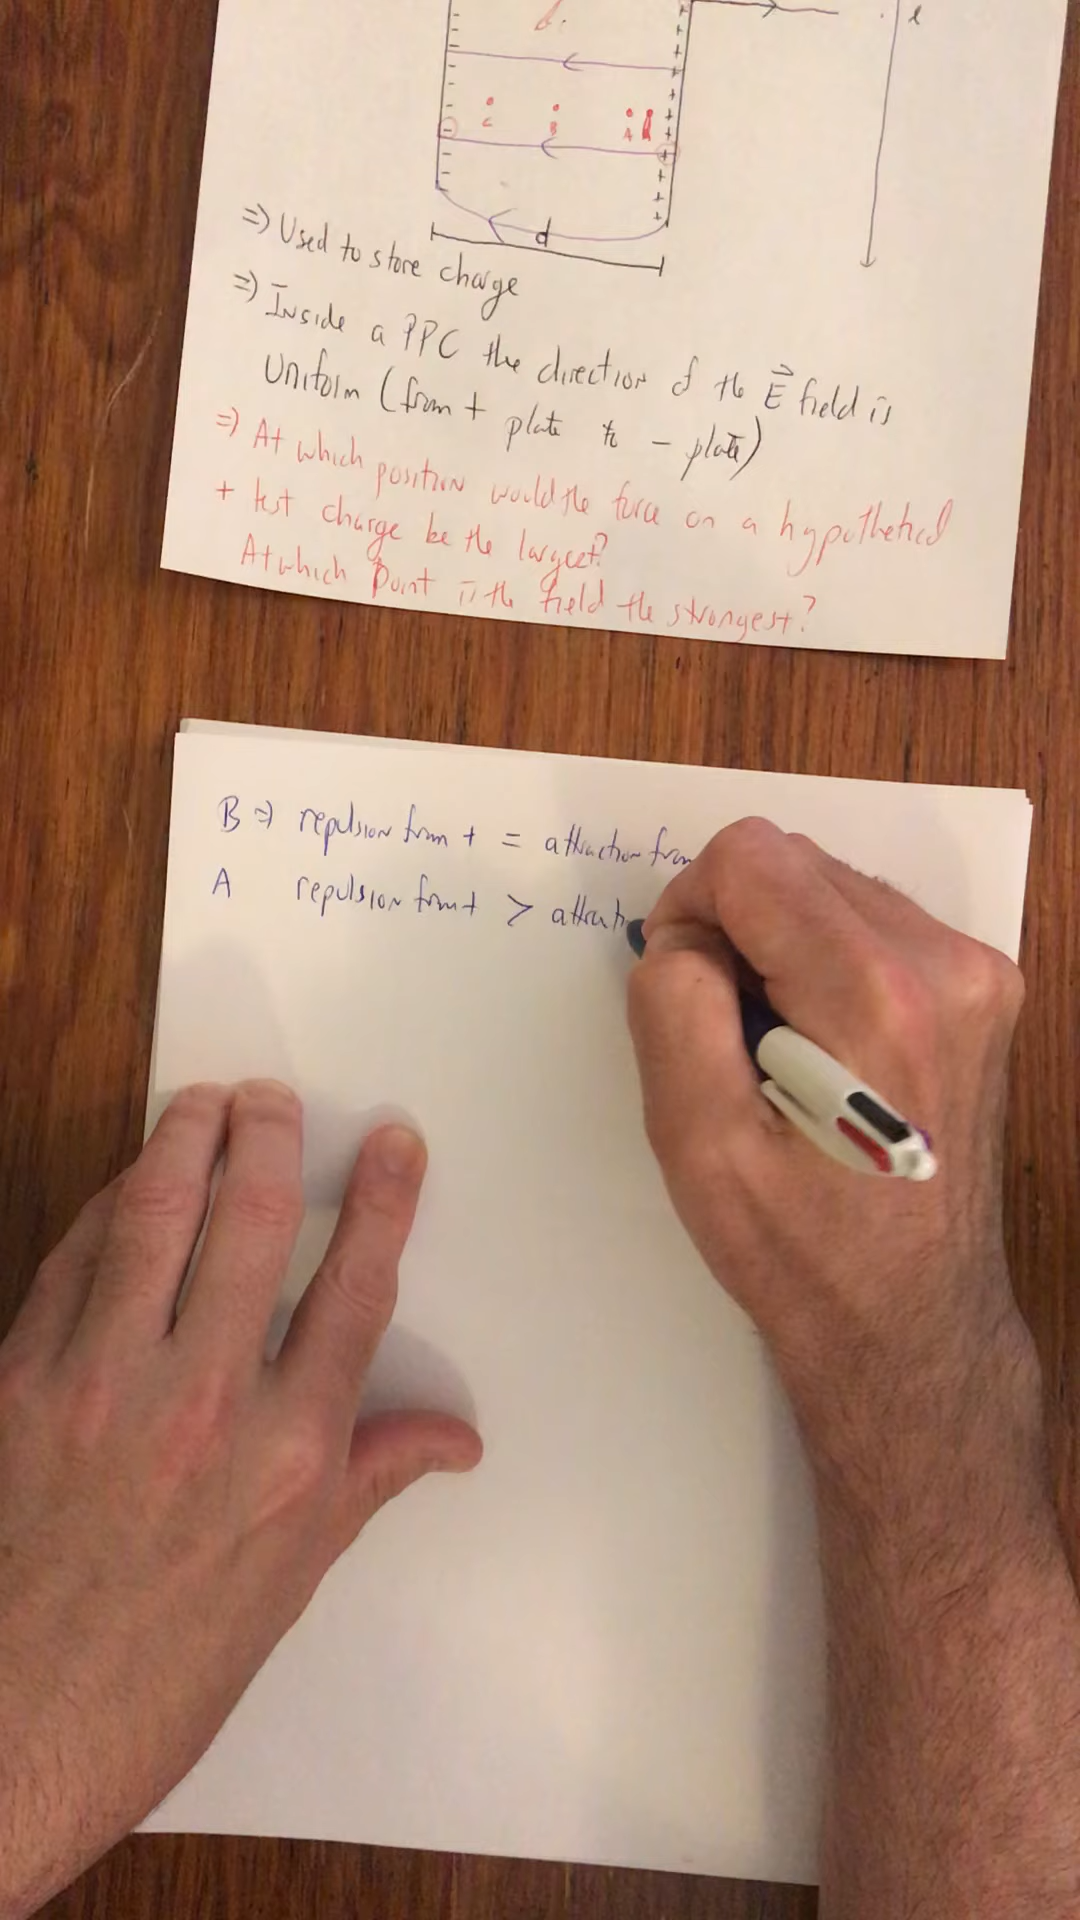 l
C B A
d
=> Used to store charge
=> Inside a PPC the direction of the E⃗ field is
Uniform (from + plate to - plate)
=> At which position would the force on a hypothetical
+ test charge be the largest?
At which Point is the field the strongest?
B => repulsion from + = attraction from
A repulsion from + > attracti